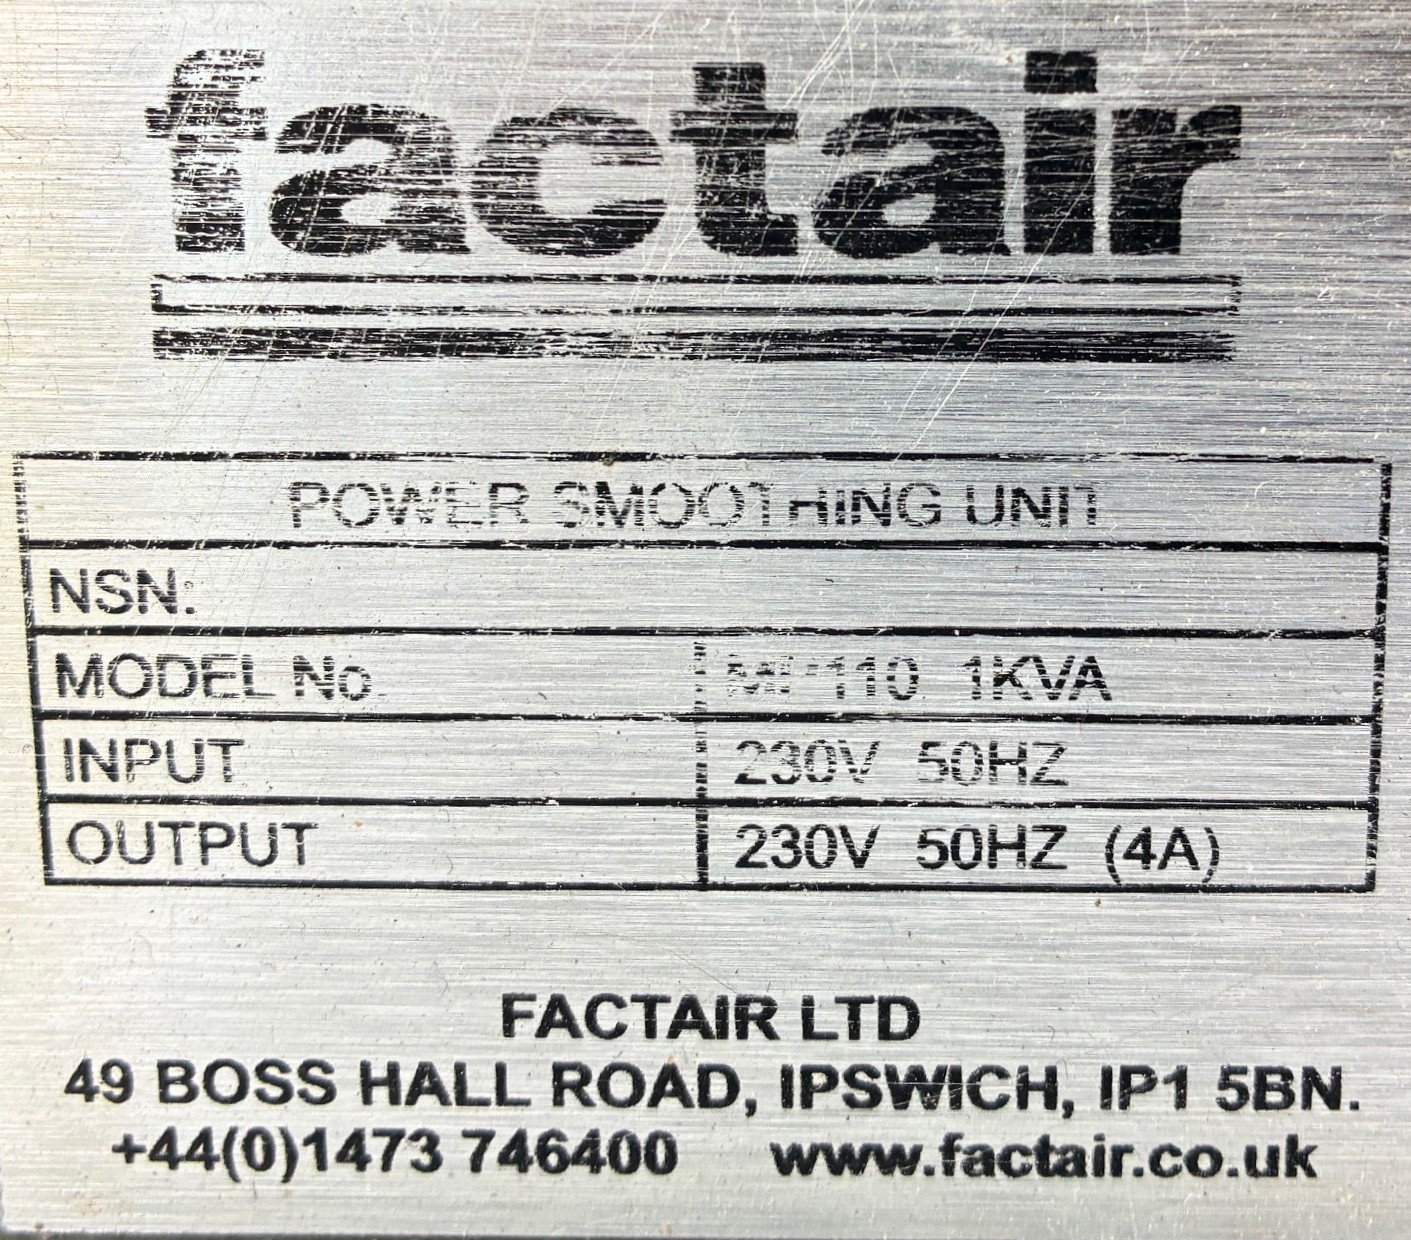 factair
POWER SMOOTHING UNIT
NSN:
MODEL No. 1KVA
INPUT 230V 50HZ
OUTPUT 230V 50HZ (4A)
FACTAIR LTD
49 BOSS HALL ROAD, IPSWICH, IP1 5BN.
+44(0)1473 746400 www.factair.co.uk